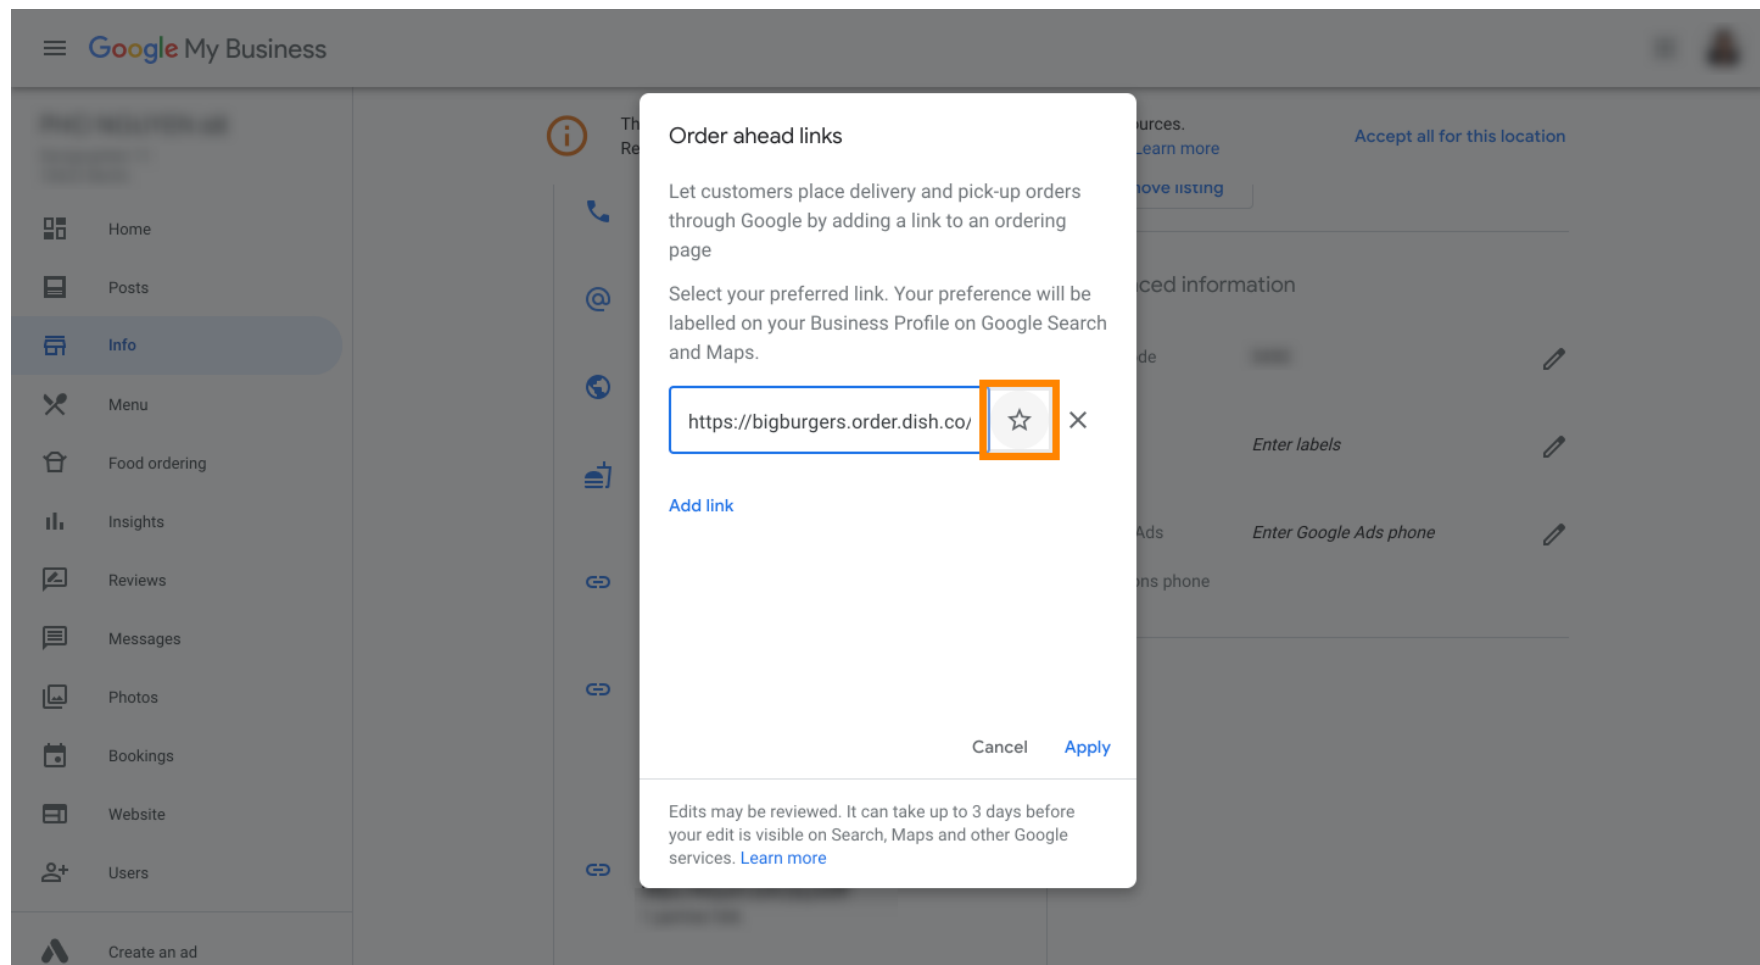 Google My Business
Home
Posts
Info
Menu
Food ordering
Insights
Reviews
Messages
Photos
Bookings
Website
Users
Create an ad
Th
Re
urces.
Learn more
Accept all for this location
ove listing
ced information
de
Enter labels
Ads
Enter Google Ads phone
ons phone
Order ahead links
Let customers place delivery and pick-up orders
through Google by adding a link to an ordering
page
Select your preferred link. Your preference will be
labelled on your Business Profile on Google Search
and Maps.
https://bigburgers.order.dish.co/
Add link
Cancel
Apply
Edits may be reviewed. It can take up to 3 days before
your edit is visible on Search, Maps and other Google
services. Learn more